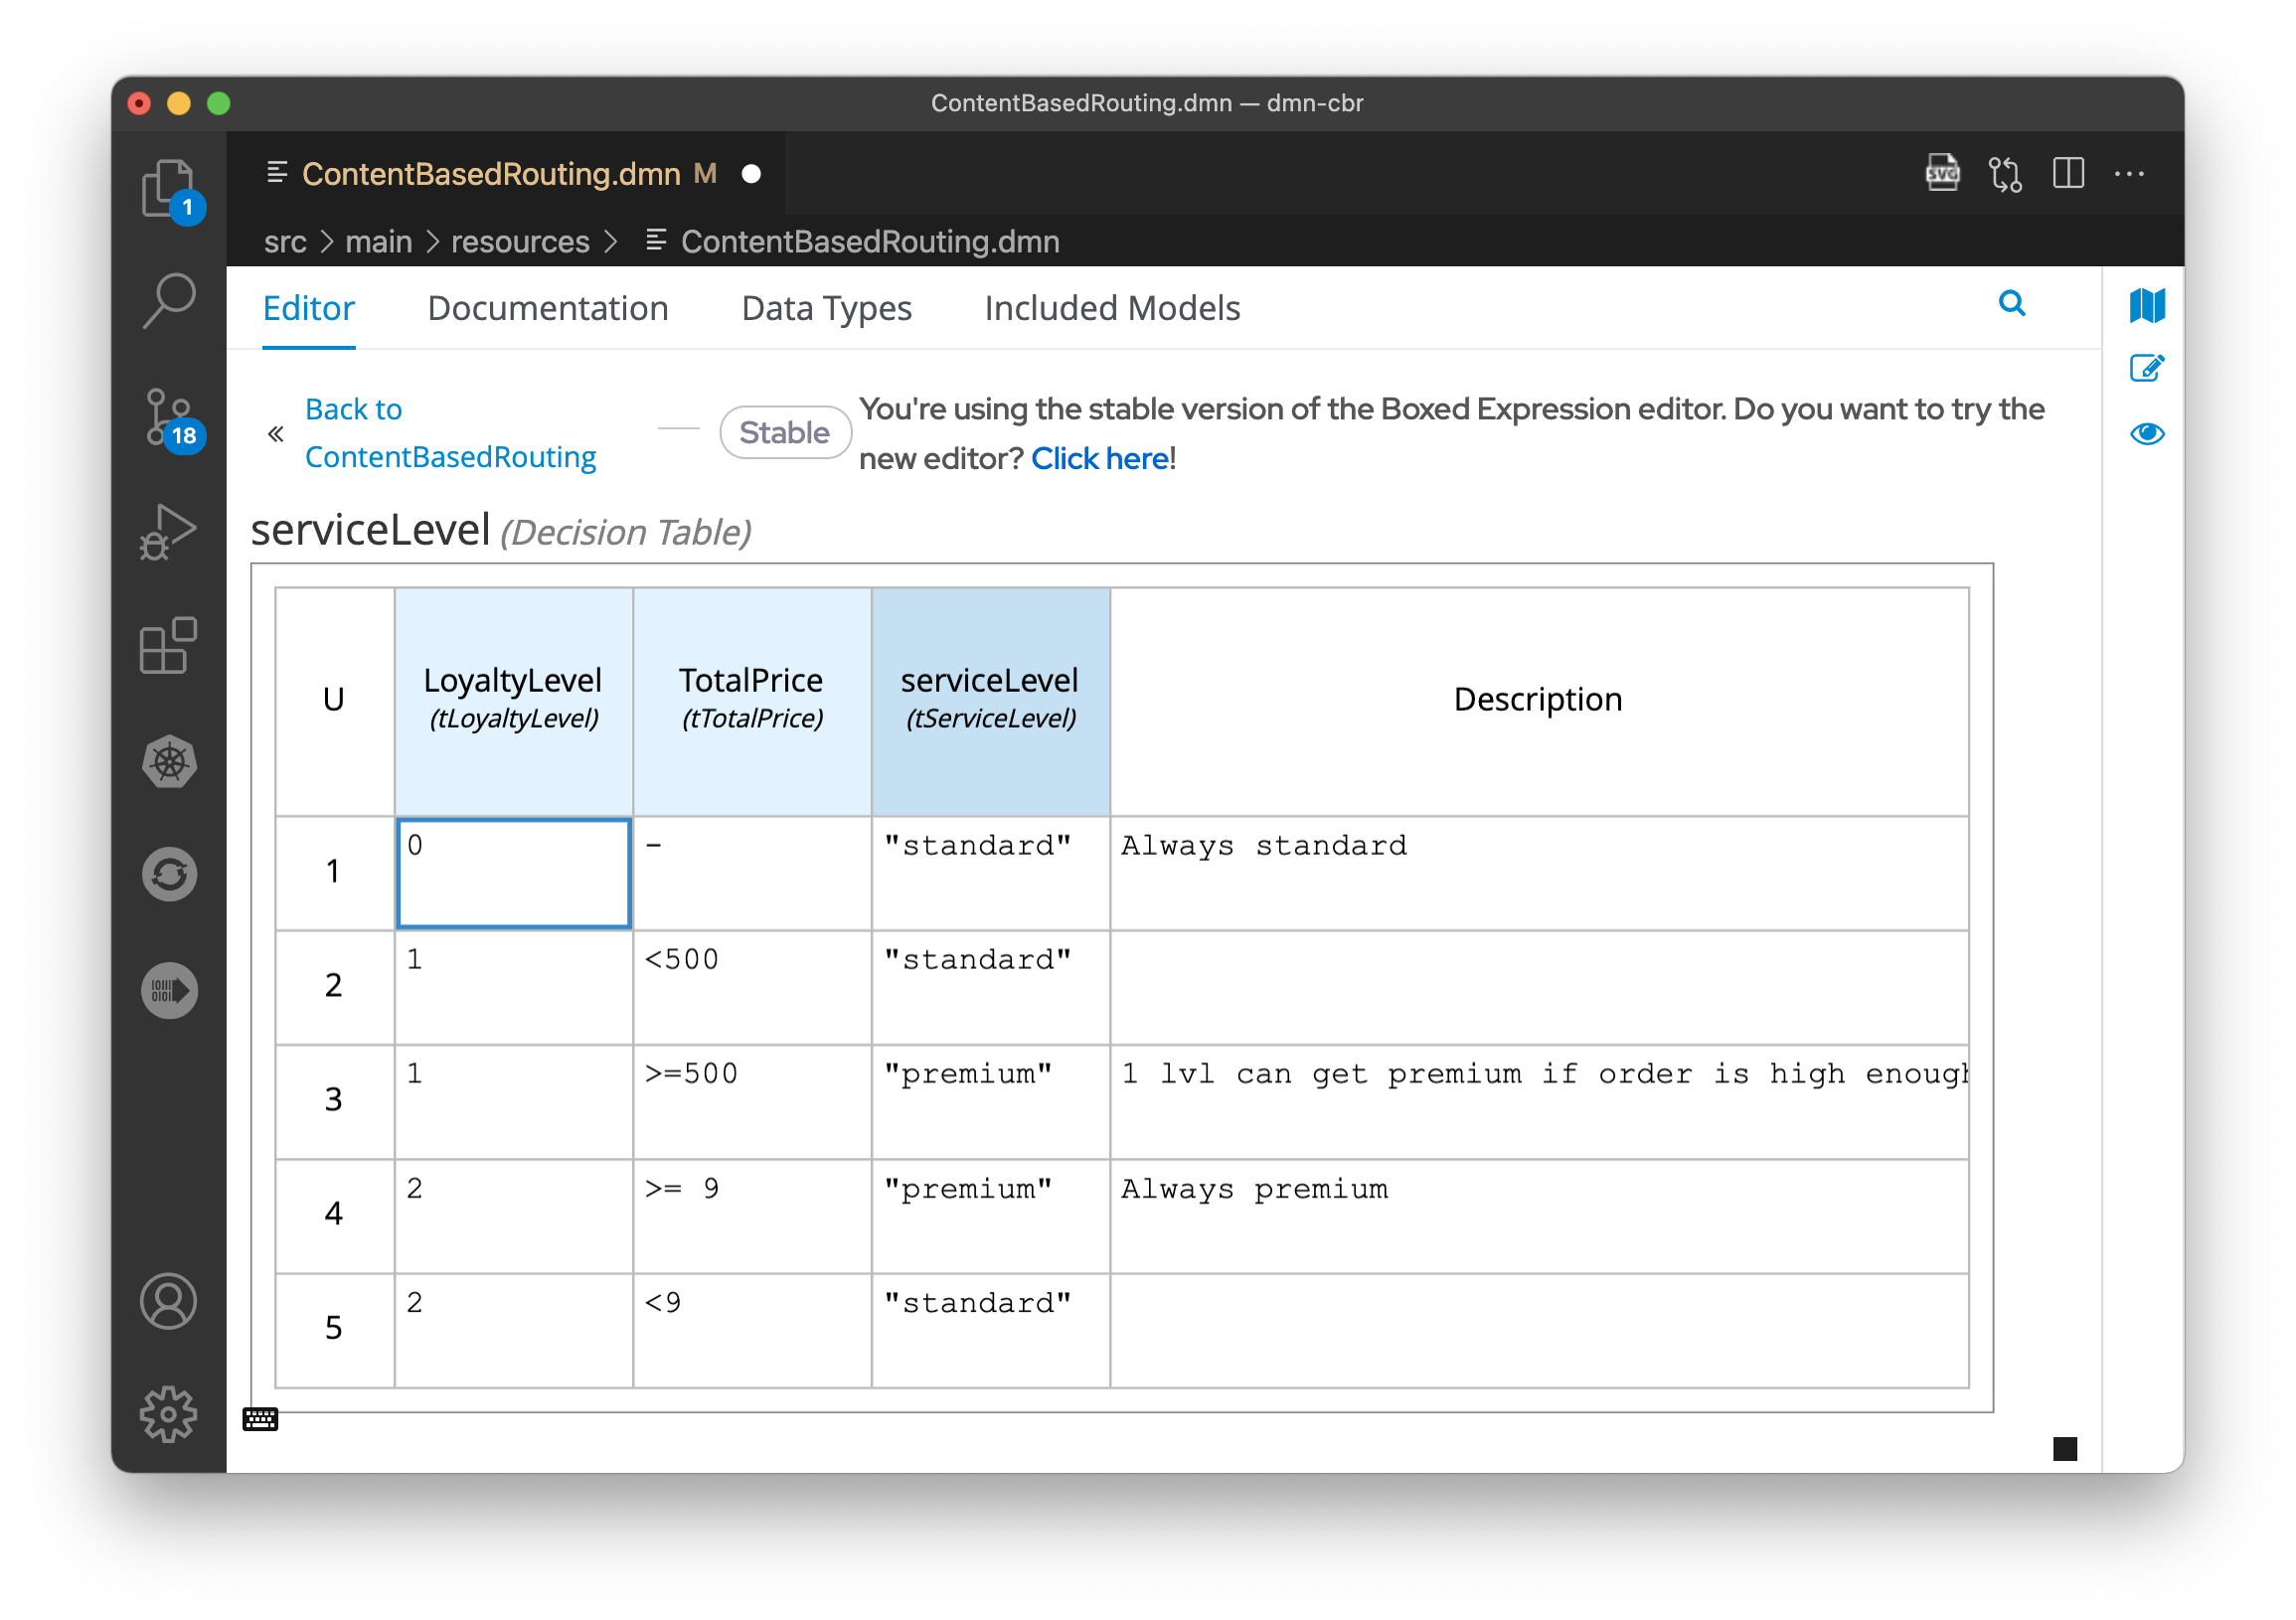 ContentBasedRouting.dmn — dmn-cbr
ContentBasedRouting.dmn M
1
src > main > resources > ContentBasedRouting.dmn
Editor Documentation Data Types Included Models
18
« Back to ContentBasedRouting
Stable
You're using the stable version of the Boxed Expression editor. Do you want to try the
new editor? Click here!
serviceLevel (Decision Table)
U LoyaltyLevel (tLoyaltyLevel) TotalPrice (tTotalPrice) serviceLevel (tServiceLevel) Description
1 0 - "standard" Always standard
2 1 <500 "standard"
3 1 >=500 "premium" 1 lvl can get premium if order is high enough
4 2 >= 9 "premium" Always premium
5 2 <9 "standard"